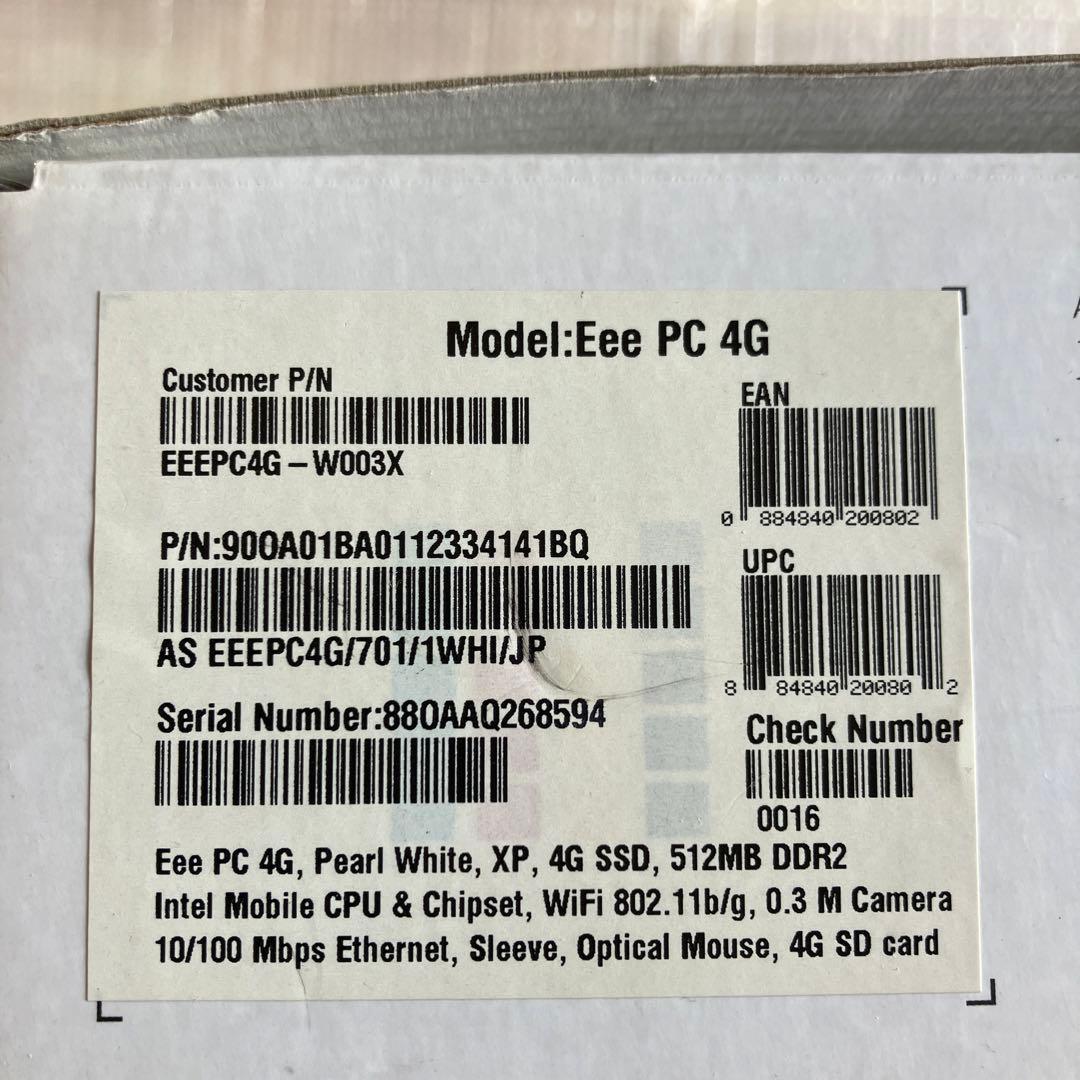 Model:Eee PC 4G
Customer P/N
EEEPC4G-W003X
EAN
0 884840 200802
P/N:90OA01BA0112334141BQ
AS EEEPC4G/701/1WHI/JP
UPC
8 84840 20080 2
Serial Number:88OAAQ268594
Check Number
0016
Eee PC 4G, Pearl White, XP, 4G SSD, 512MB DDR2
Intel Mobile CPU & Chipset, WiFi 802.11b/g, 0.3 M Camera
10/100 Mbps Ethernet, Sleeve, Optical Mouse, 4G SD card